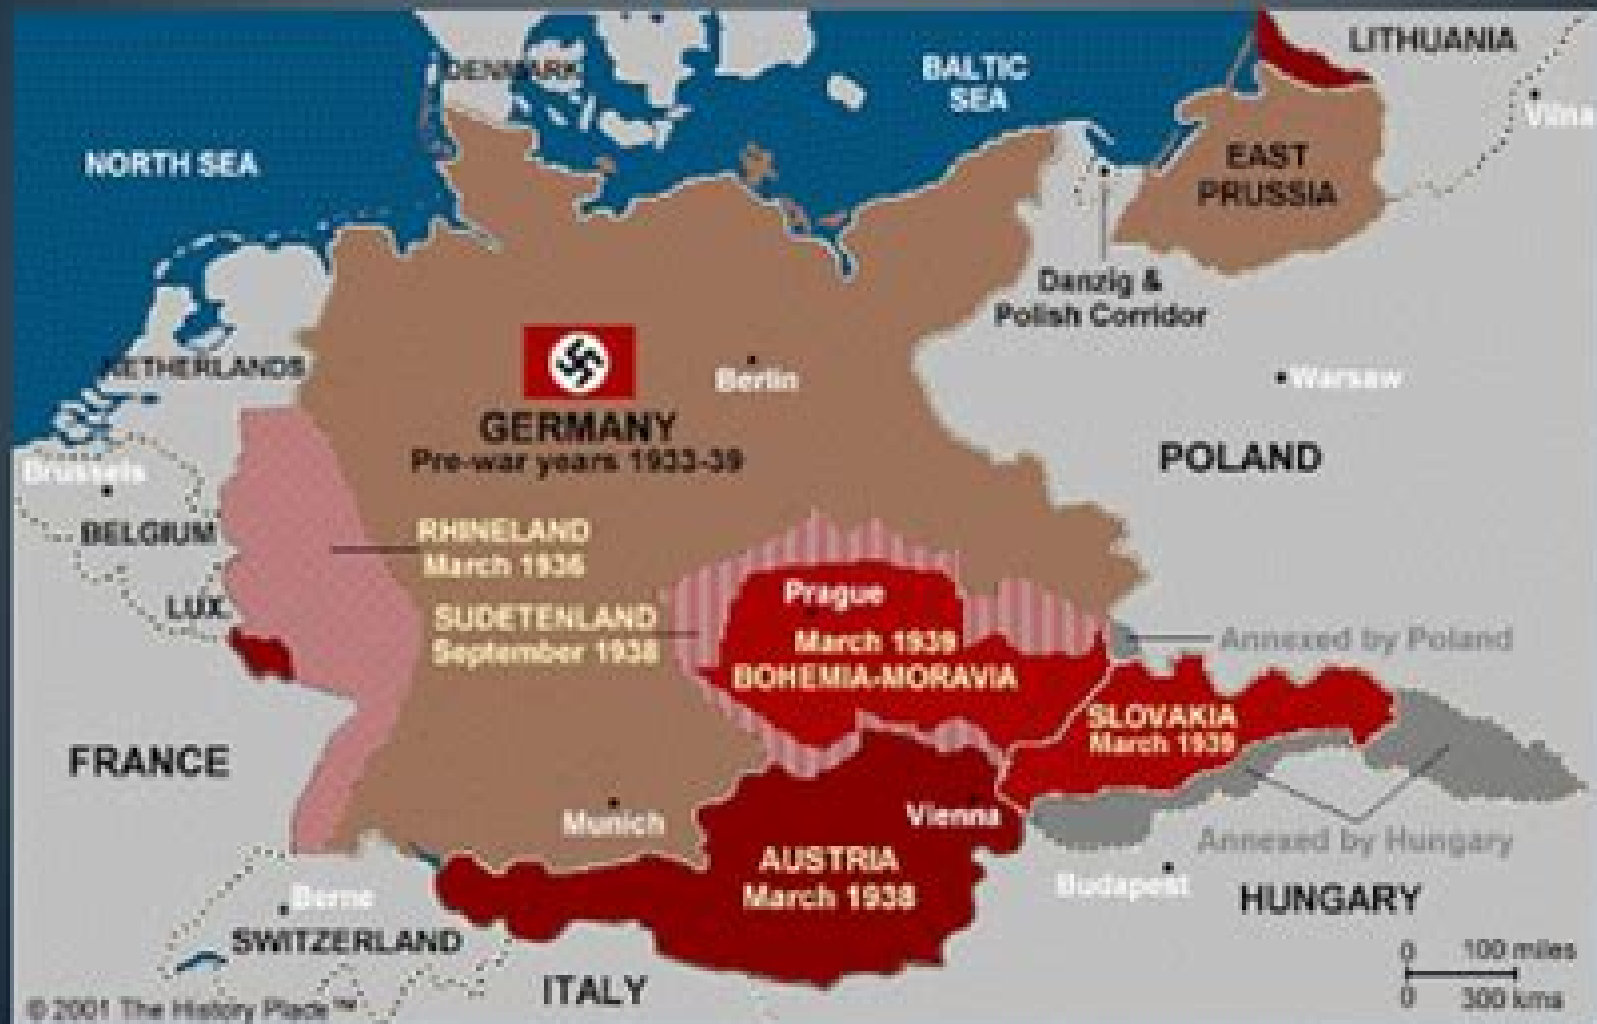 LITHUANIA
DENMARK
BALTIC
SEA
Vilna
NORTH SEA
EAST
PRUSSIA
Danzig &
Polish Corridor
NETHERLANDS
Berlin
Warsaw
GERMANY
Pre-war years 1933-39
POLAND
Brussels
BELGIUM
RHINELAND
March 1936
LUX.
SUDETENLAND
September 1938
Prague
March 1939
BOHEMIA-MORAVIA
Annexed by Poland
SLOVAKIA
March 1939
FRANCE
Munich
Vienna
Annexed by Hungary
AUSTRIA
March 1938
Budapest
HUNGARY
Berne
SWITZERLAND
ITALY
0 100 miles
0 300 kms
© 2001 The History Place™